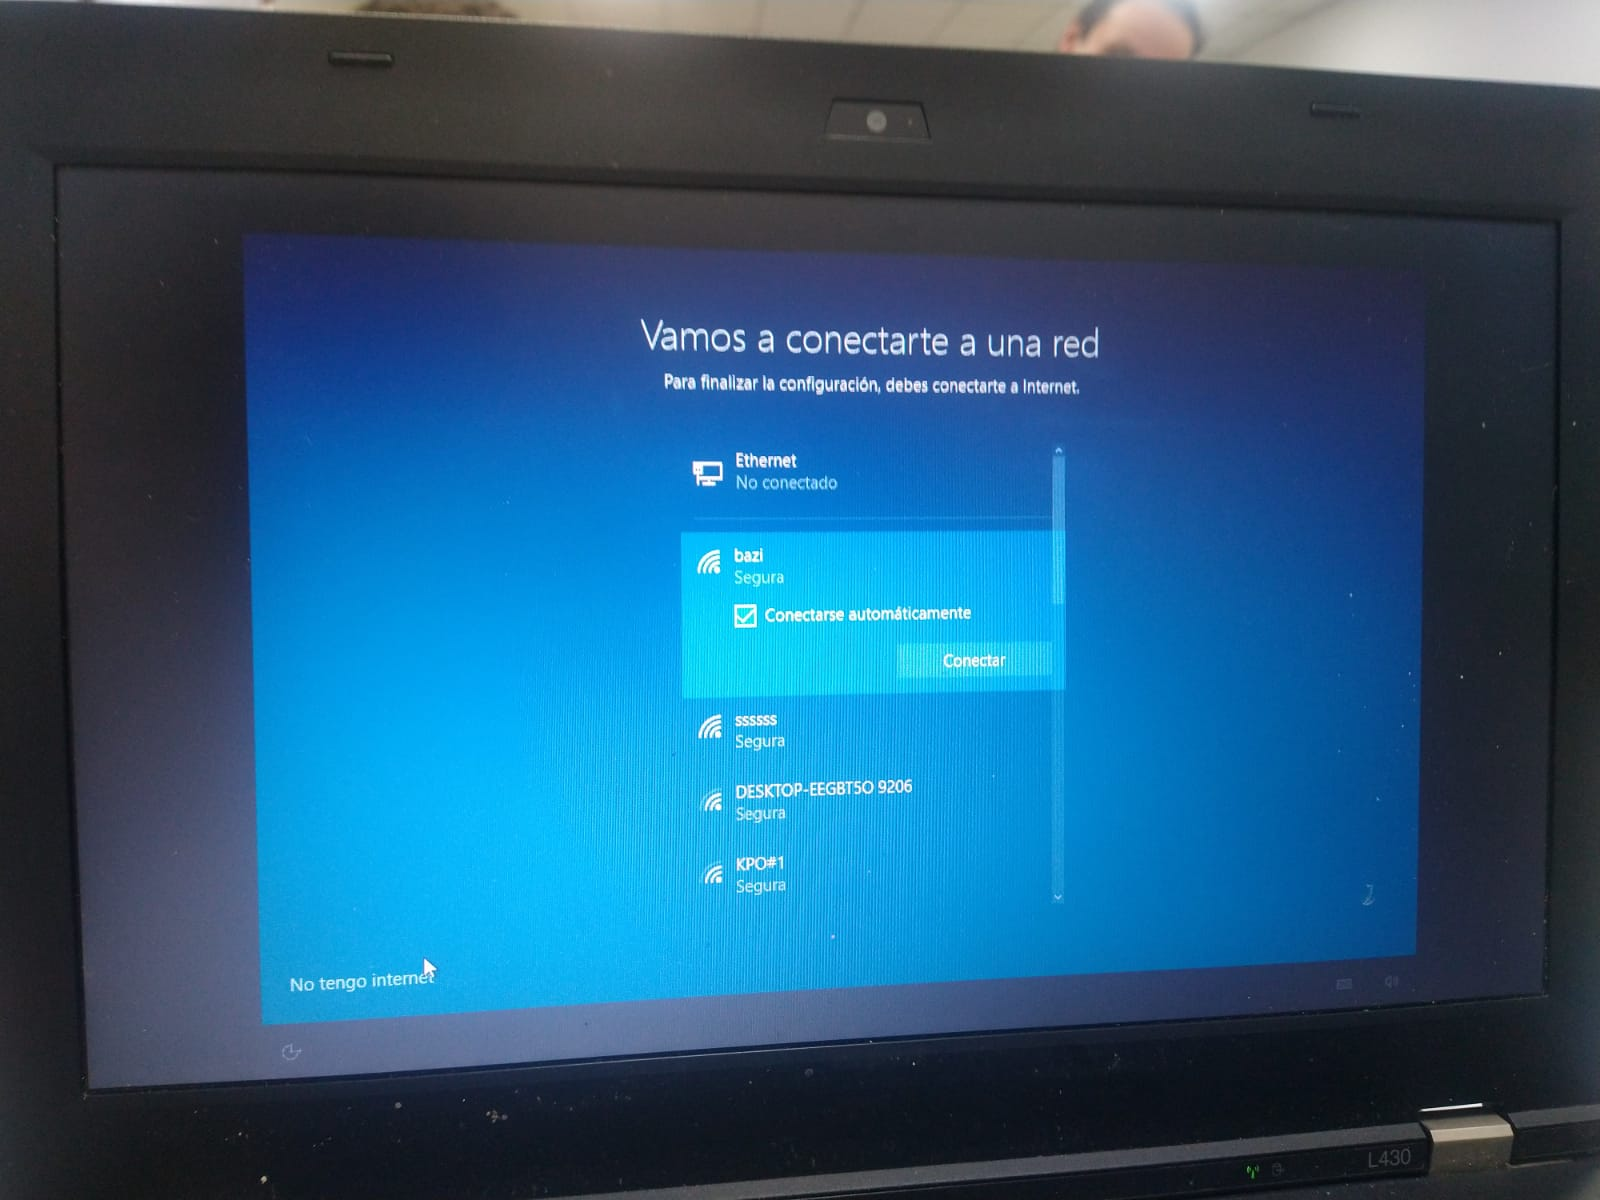 Vamos a conectarte a una red
Para finalizar la configuración, debes conectarte a Internet.
Ethernet
No conectado
bazi
Segura
Conectarse automáticamente
Conectar
ssssss
Segura
DESKTOP-EEGBT5O 9206
Segura
KPO#1
Segura
No tengo internet
L430